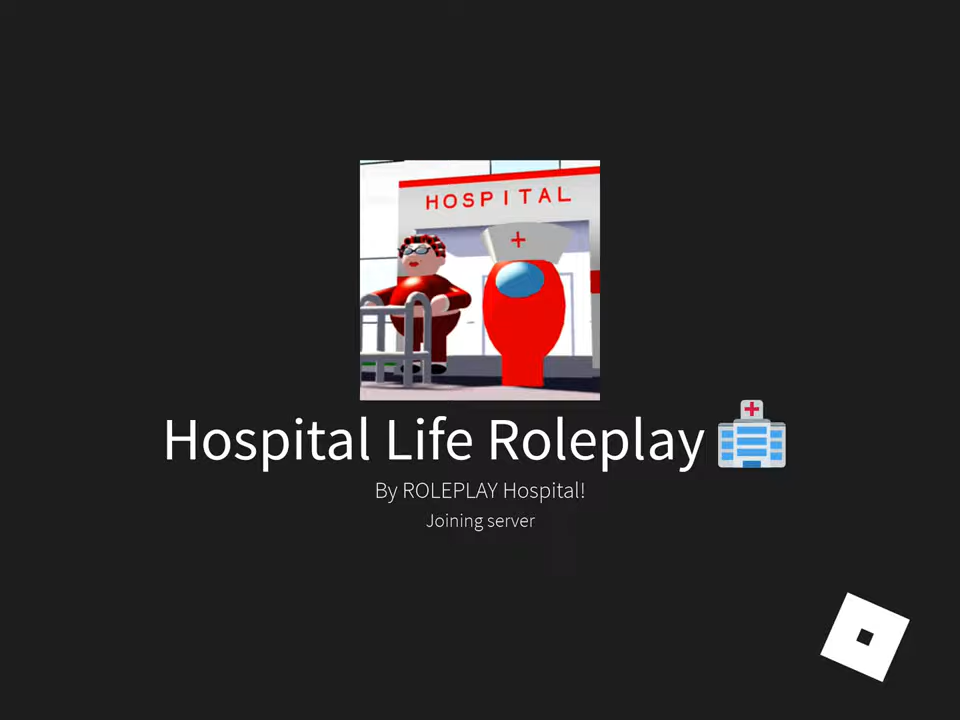 HOSPITAL
Hospital Life Roleplay 🏥
By ROLEPLAY Hospital!
Joining server